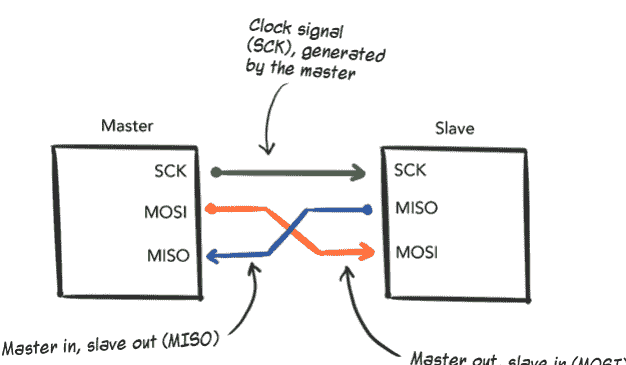 Clock signal
(SCK), generated
by the master
Master
Slave
SCK
SCK
MOSI
MISO
MISO
MOSI
Master in, slave out (MISO)
Master out, slave in (MOSI)